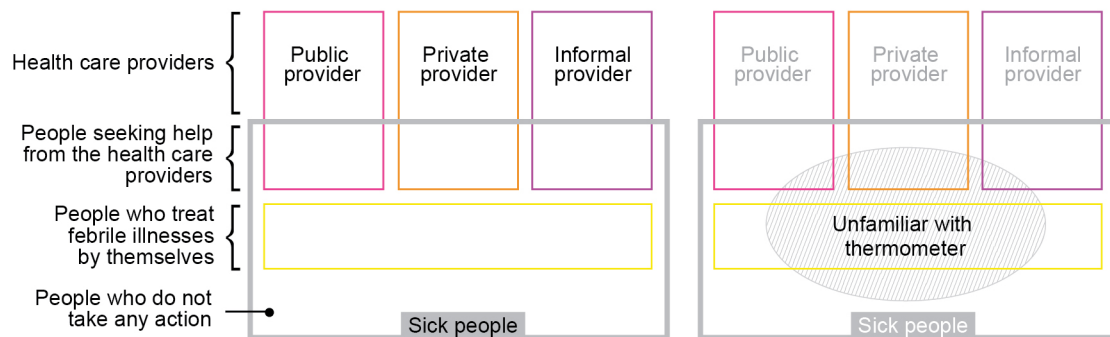 Health care providers
Public
provider
Private
provider
Informal
provider
Public
provider
Private
provider
Informal
provider
People seeking help
from the health care
providers
People who treat
febrile illnesses
by themselves
Unfamiliar with
thermometer
People who do not
take any action
Sick people
Sick people